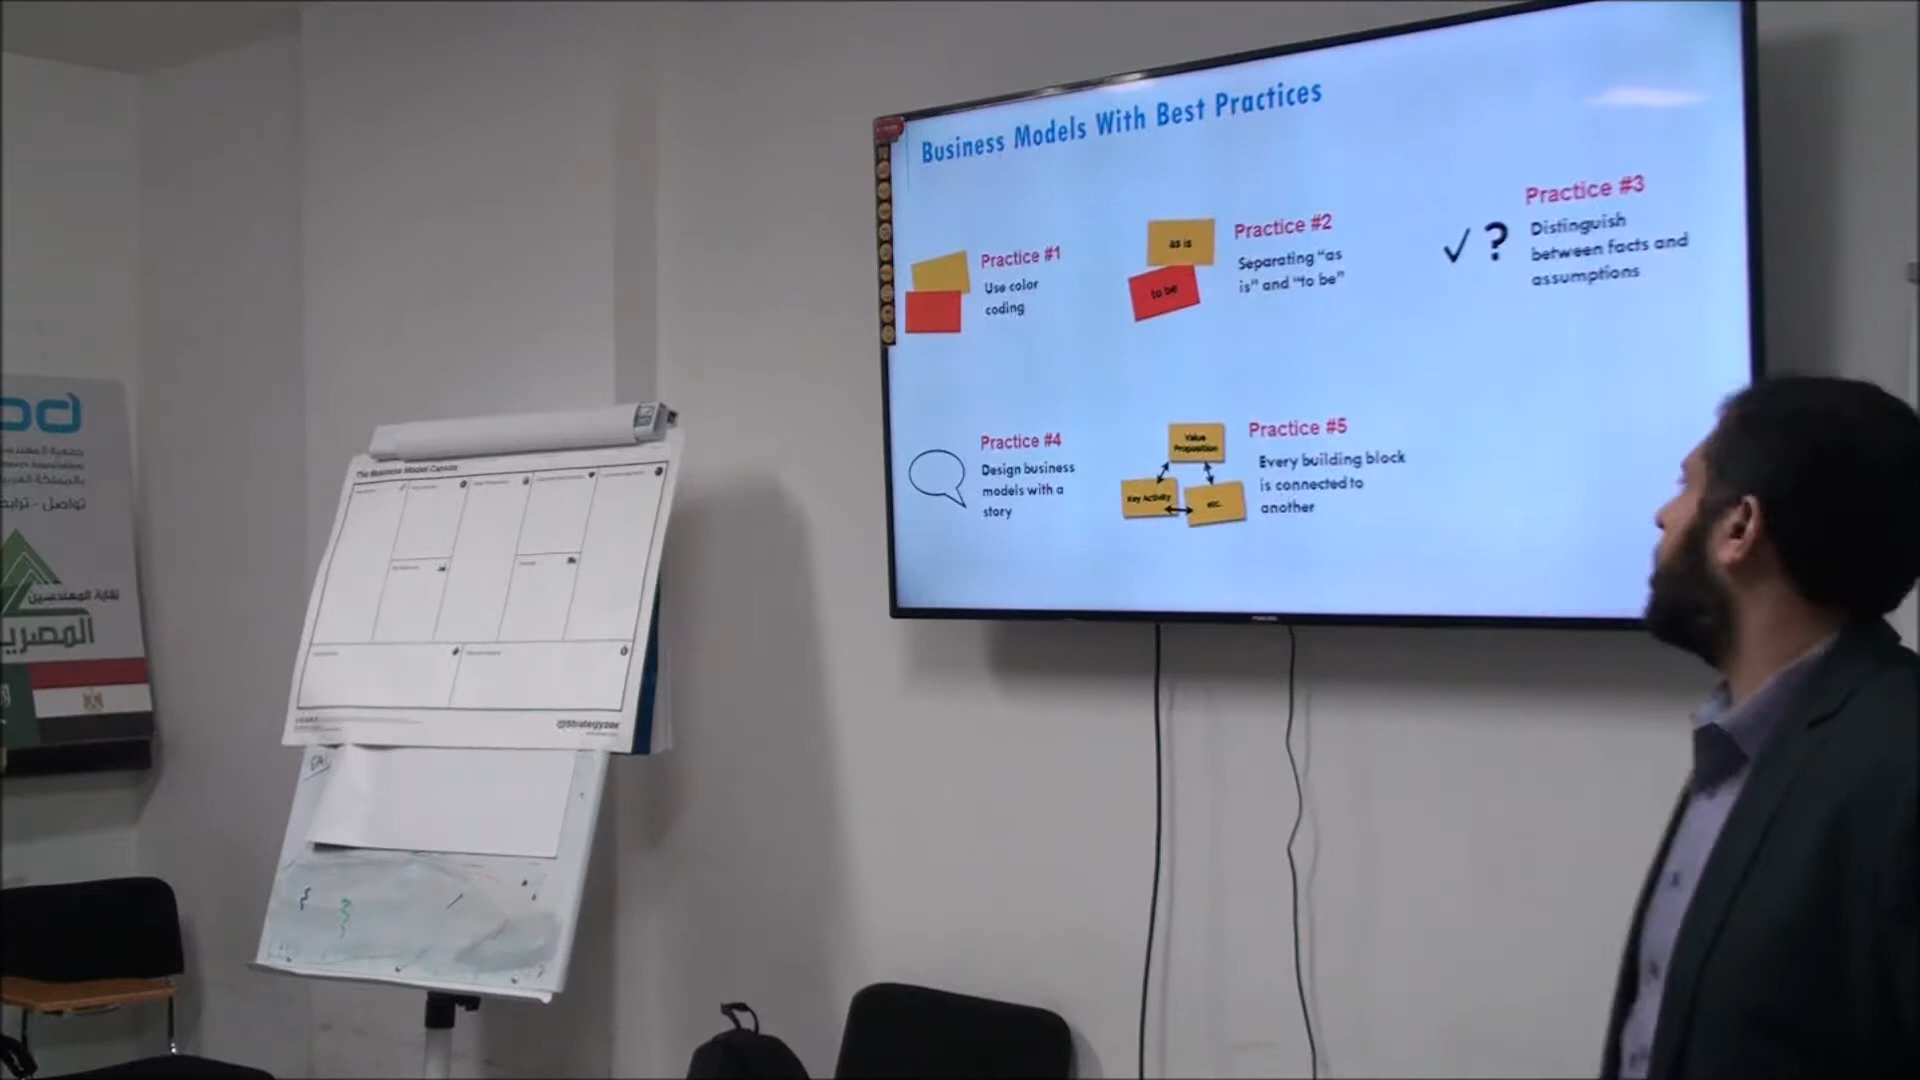 Business Models With Best Practices
Practice #1
Use color
coding
as is
to be
Practice #2
Separating "as
is" and "to be"
Practice #3
Distinguish
between facts and
assumptions
Practice #4
Design business
models with a
story
Value
Proposition
Key Activity
etc.
Practice #5
Every building block
is connected to
another
The Business Model Canvas
Strategyzer
جمعية المهندسين
تواصل - ترابط
نقابة المهندسين